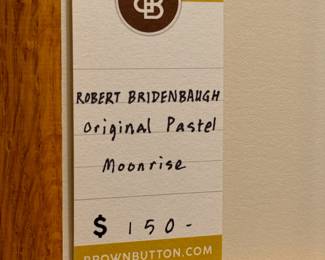 ROBERT BRIDENBAUGH
Original Pastel
Moonrise
$ 150-
BROWNBUTTON.COM